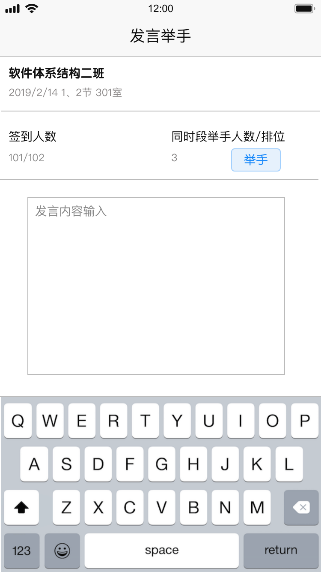 12:00
发言举手
软件体系结构二班
2019/2/14 1、2节 301室
签到人数 同时段举手人数/排位
101/102 3 举手
发言内容输入
Q W E R T Y U I O P
A S D F G H J K L
Z X C V B N M
123 space return